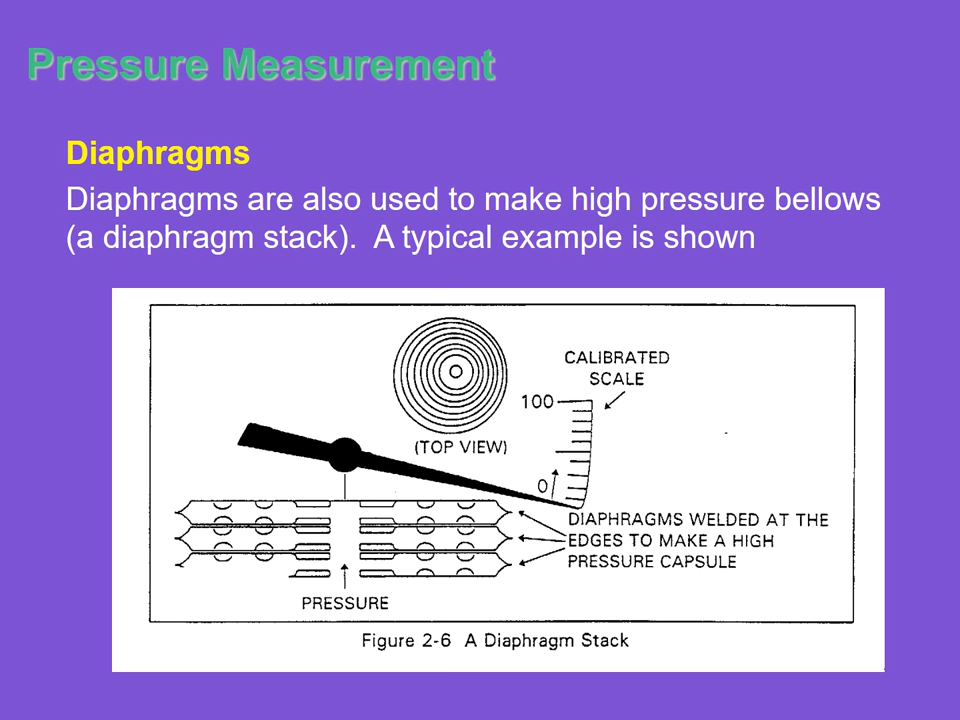 Pressure Measurement
Diaphragms
Diaphragms are also used to make high pressure bellows
(a diaphragm stack).  A typical example is shown
CALIBRATED
SCALE
100
(TOP VIEW)
0
DIAPHRAGMS WELDED AT THE
EDGES TO MAKE A HIGH
PRESSURE CAPSULE
PRESSURE
Figure 2-6 A Diaphragm Stack